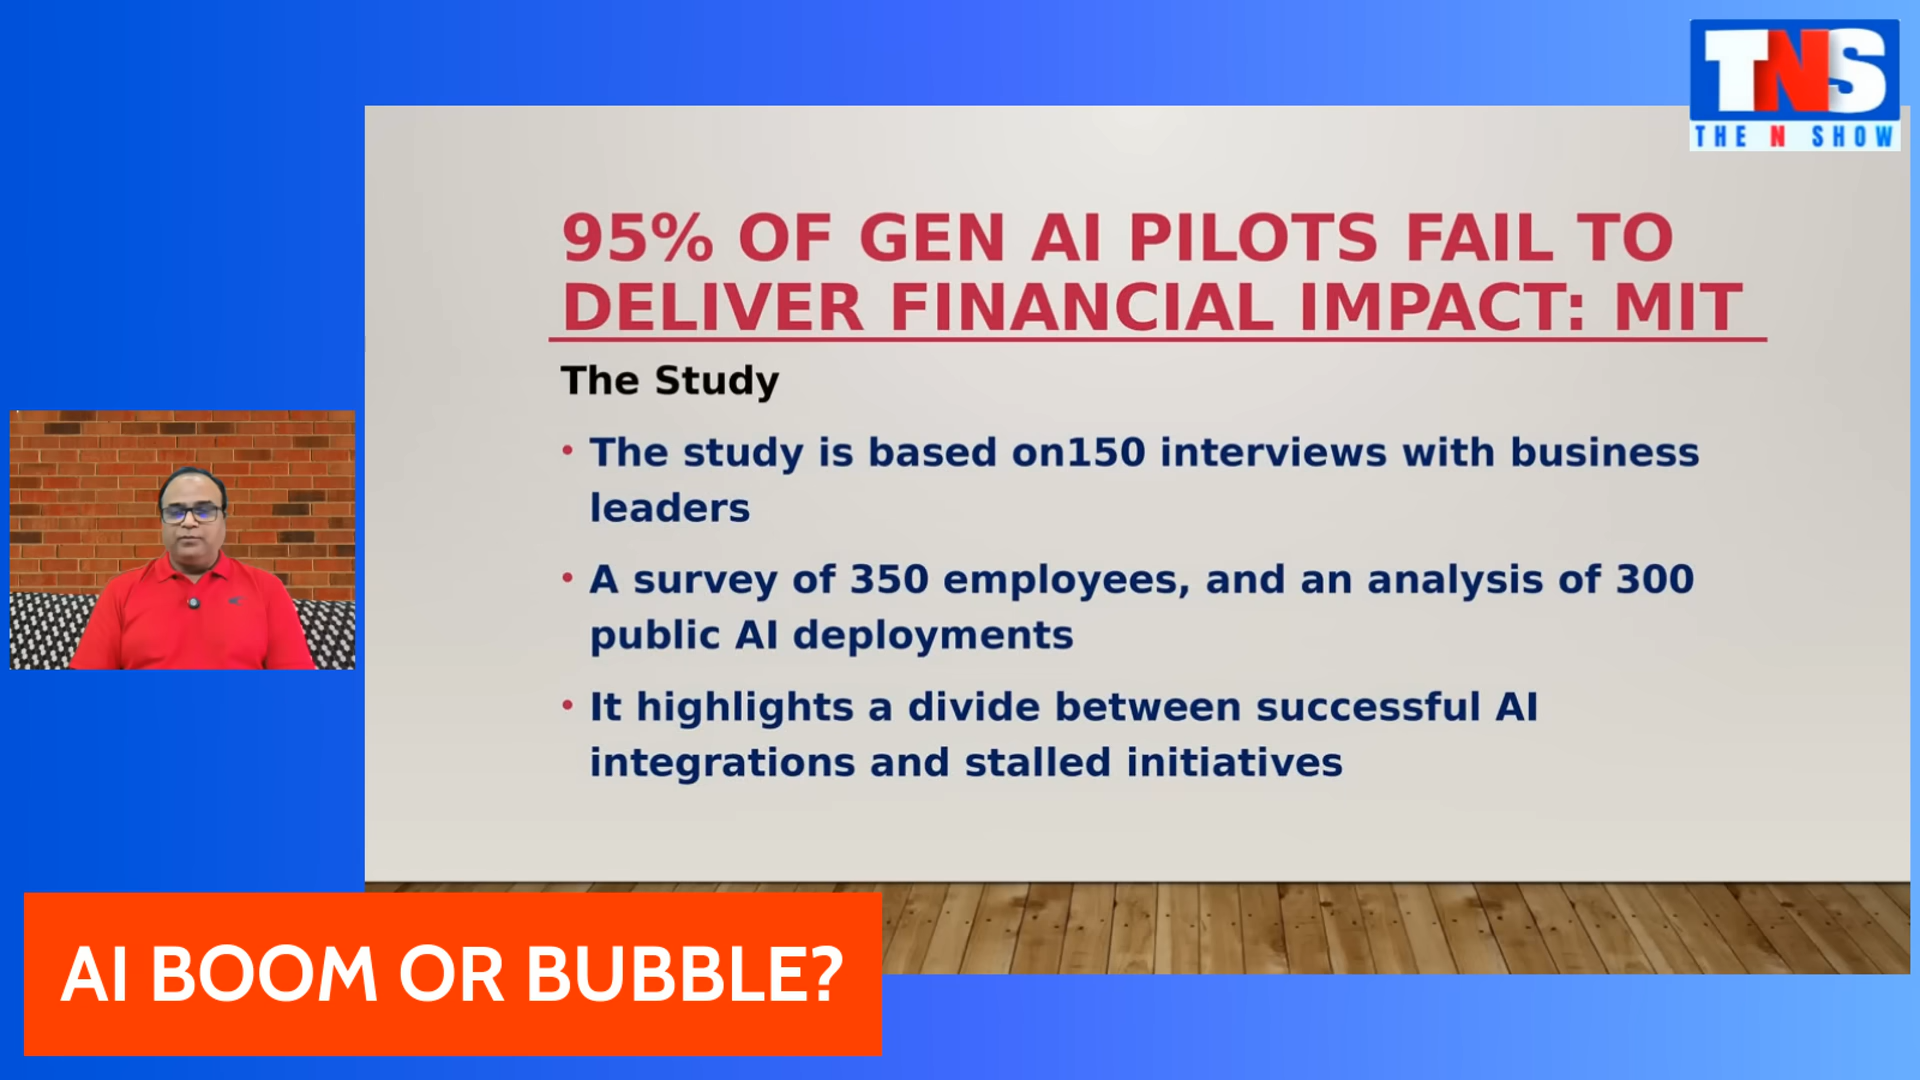 TNS
THE N SHOW
95% OF GEN AI PILOTS FAIL TO
DELIVER FINANCIAL IMPACT: MIT
The Study
• The study is based on150 interviews with business
leaders
• A survey of 350 employees, and an analysis of 300
public AI deployments
• It highlights a divide between successful AI
integrations and stalled initiatives
AI BOOM OR BUBBLE?